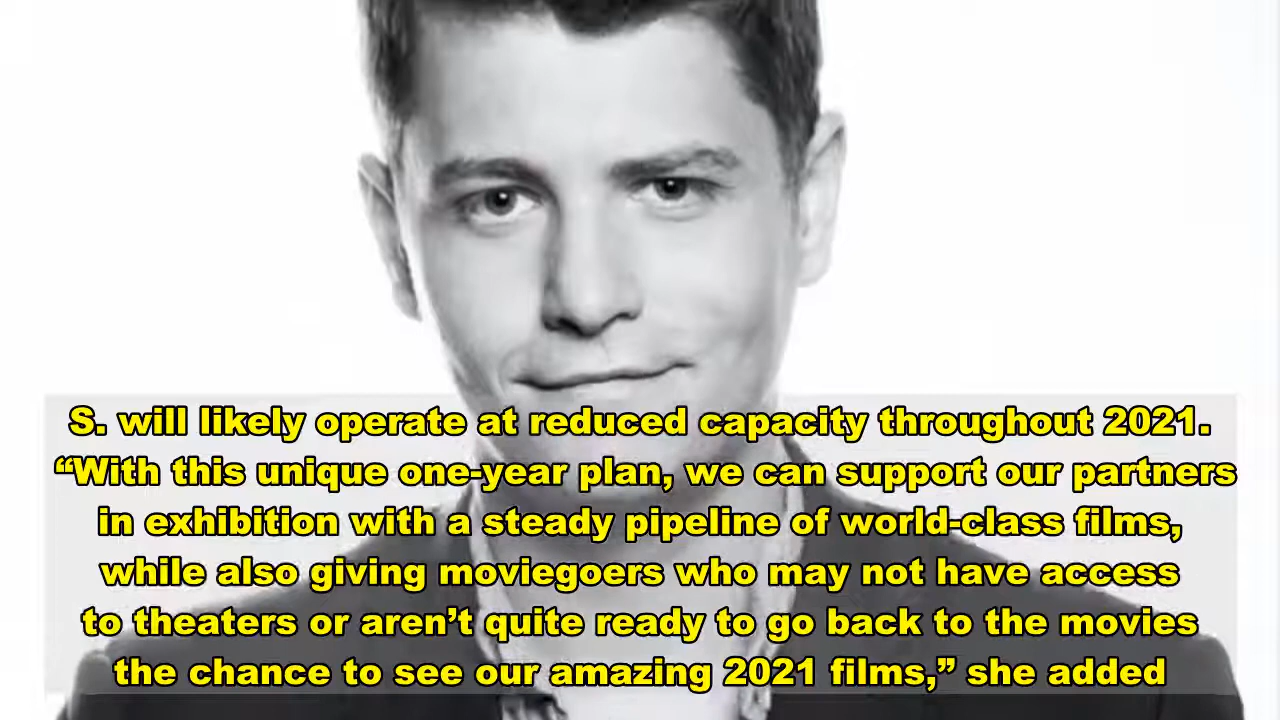 S. will likely operate at reduced capacity throughout 2021.
“With this unique one-year plan, we can support our partners
in exhibition with a steady pipeline of world-class films,
while also giving moviegoers who may not have access
to theaters or aren’t quite ready to go back to the movies
the chance to see our amazing 2021 films,” she added